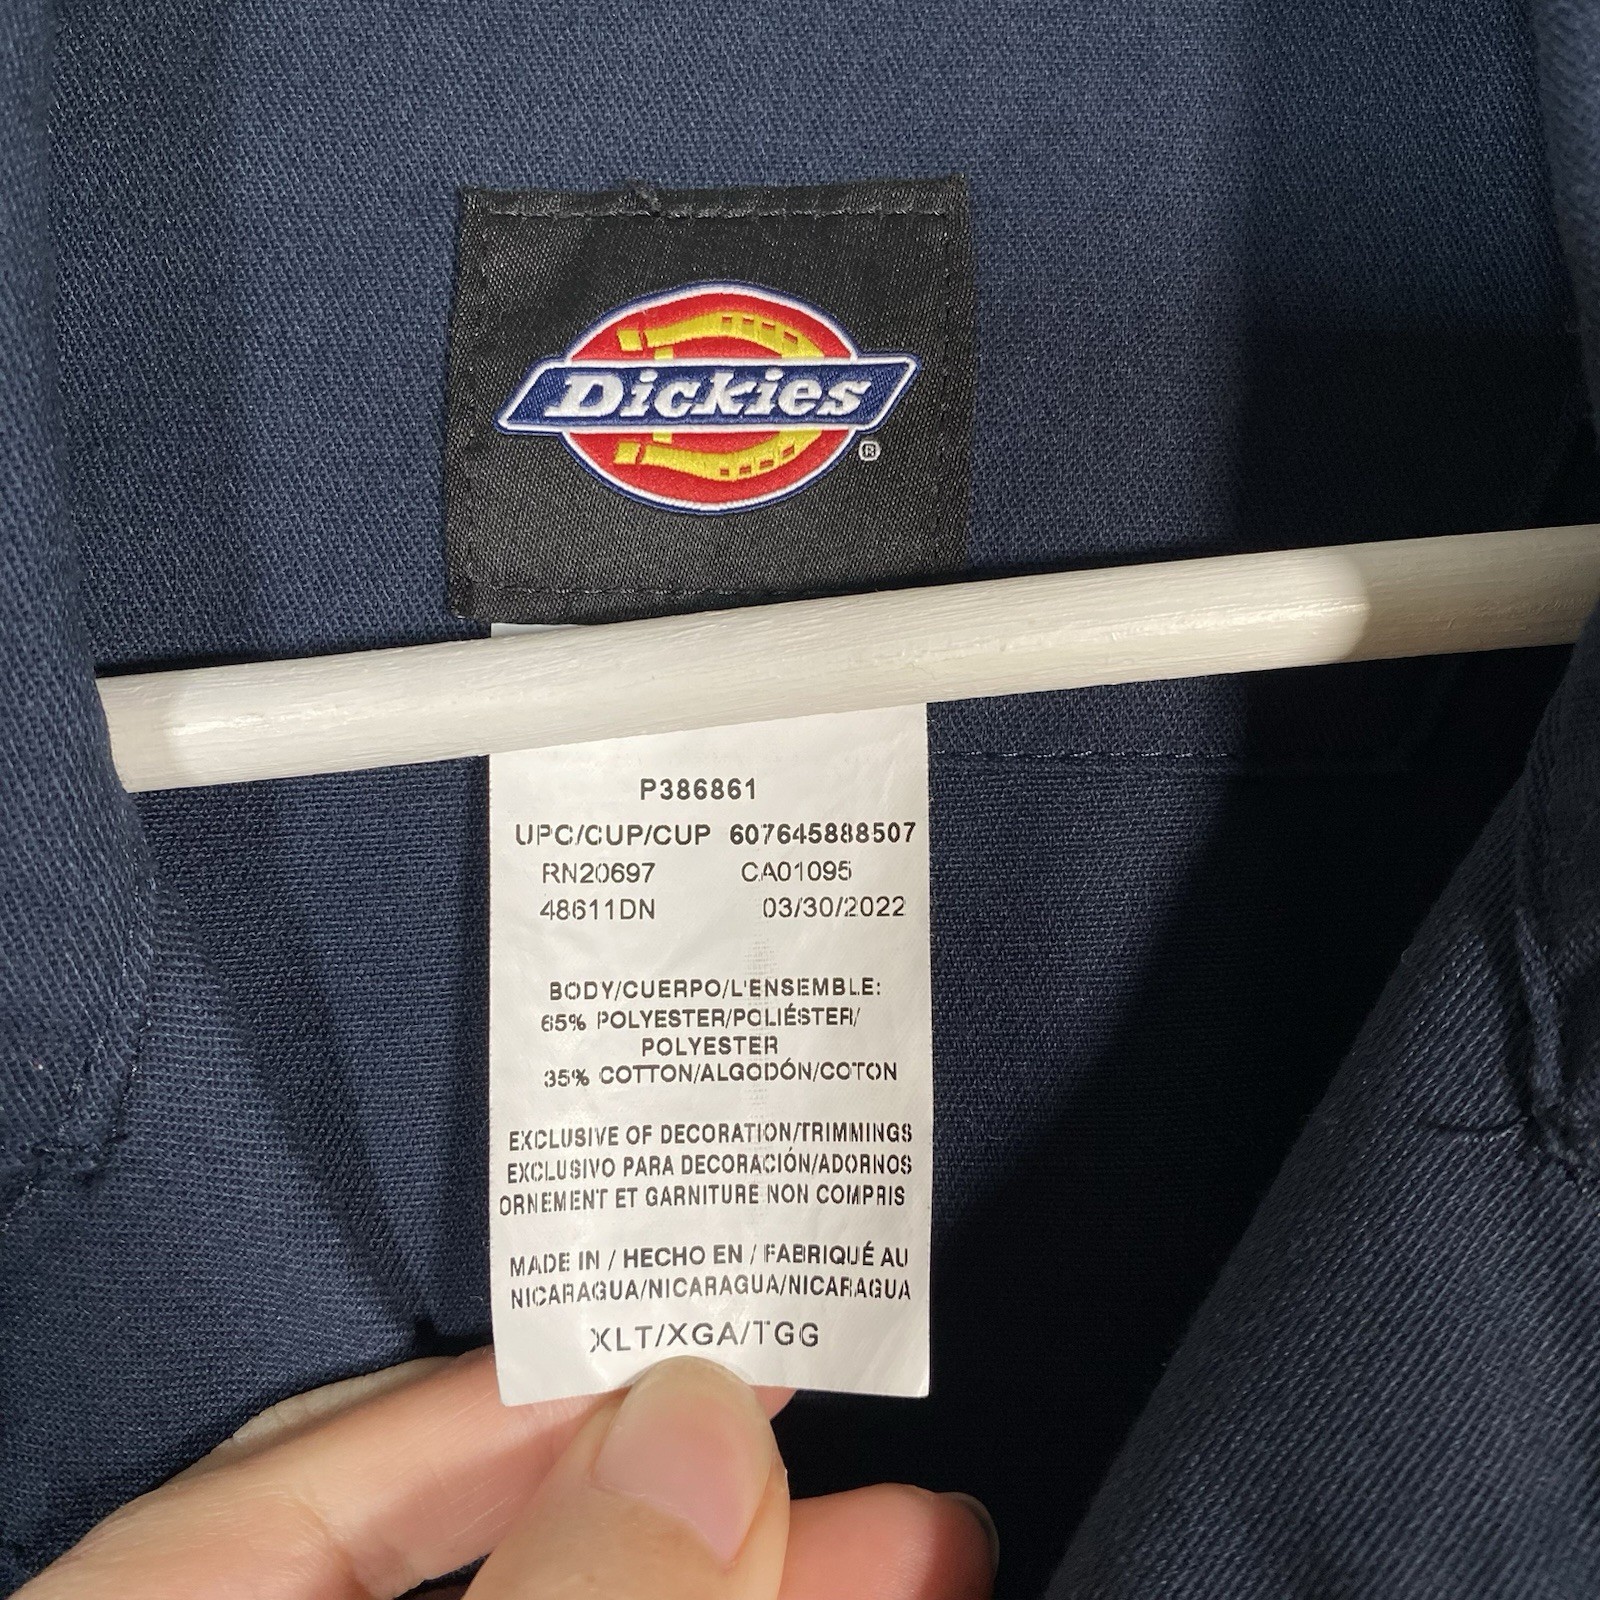 Dickies
®
P386861
UPC/CUP/CUP 607645888507
RN20697 CA01095
48611DN 03/30/2022
BODY/CUERPO/L'ENSEMBLE:
65% POLYESTER/POLIÉSTER/
POLYESTER
35% COTTON/ALGODÓN/COTON
EXCLUSIVE OF DECORATION/TRIMMINGS
EXCLUSIVO PARA DECORACIÓN/ADORNOS
ORNEMENT ET GARNITURE NON COMPRIS
MADE IN / HECHO EN / FABRIQUÉ AU
NICARAGUA/NICARAGUA/NICARAGUA
XLT/XGA/TGG